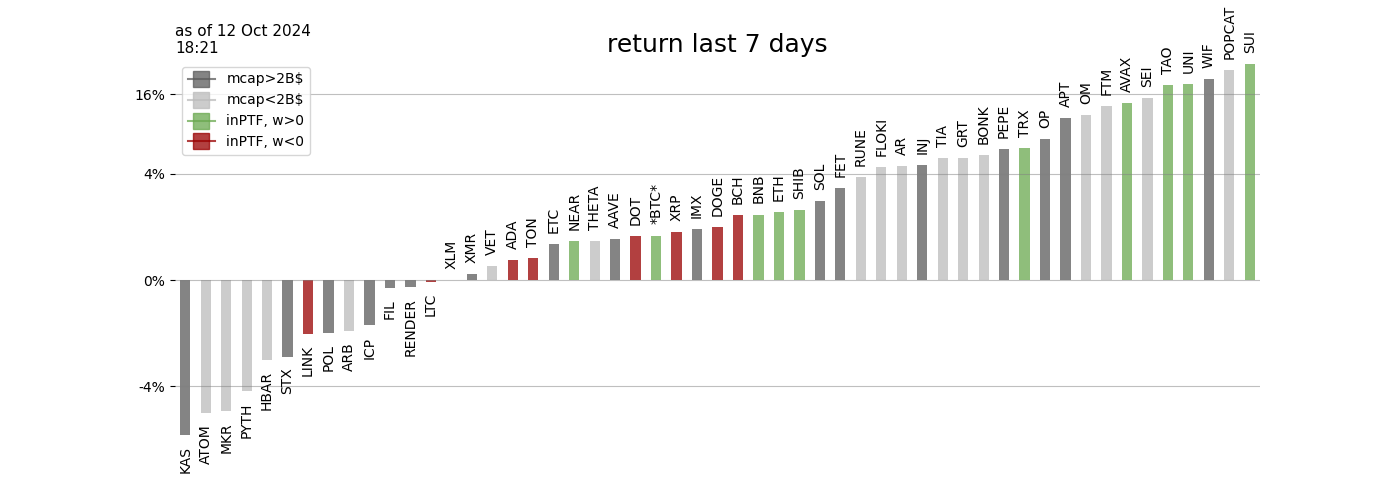 as of 12 Oct 2024
18:21
return last 7 days
mcap>2B$
mcap<2B$
inPTF, w>0
inPTF, w<0
16%
4%
0%
-4%
KAS
ATOM
MKR
PYTH
HBAR
STX
LINK
POL
ARB
ICP
FIL
RENDER
LTC
XLM
XMR
VET
ADA
TON
ETC
NEAR
THETA
AAVE
DOT
*BTC*
XRP
IMX
DOGE
BCH
BNB
ETH
SHIB
SOL
FET
RUNE
FLOKI
AR
INJ
TIA
GRT
BONK
PEPE
TRX
OP
APT
OM
FTM
AVAX
SEI
TAO
UNI
WIF
POPCAT
SUI